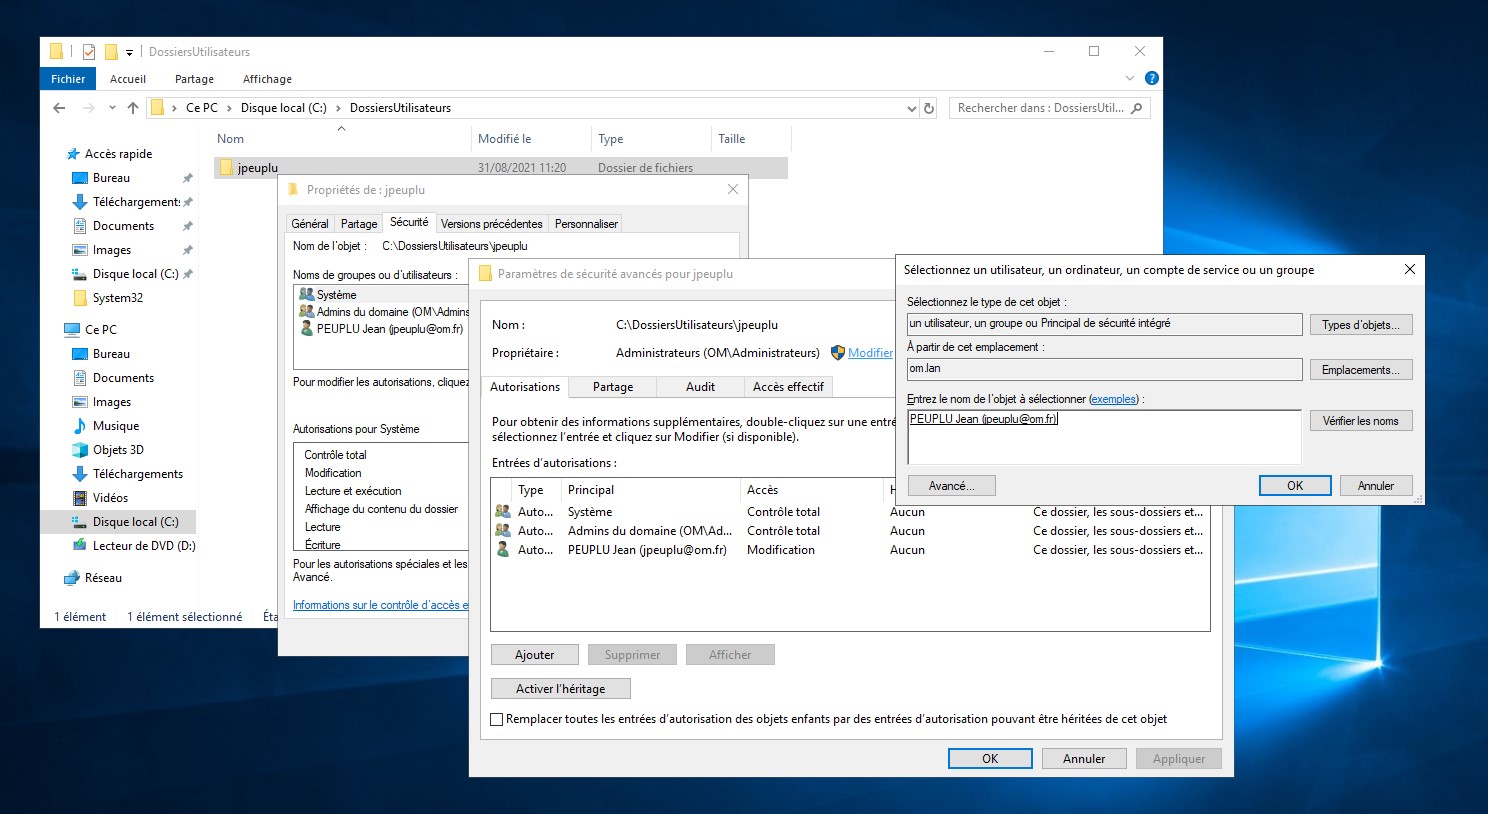 DossiersUtilisateurs
Fichier Accueil Partage Affichage
Ce PC > Disque local (C:) > DossiersUtilisateurs
Rechercher dans : DossiersUtil...
Nom Modifié le Type Taille
jpeuplu 31/08/2021 11:20 Dossier de fichiers
Accès rapide
Bureau
Téléchargements
Documents
Images
Disque local (C:)
System32
Ce PC
Bureau
Documents
Images
Musique
Objets 3D
Téléchargements
Vidéos
Disque local (C:)
Lecteur de DVD (D:)
Réseau
1 élément 1 élément sélectionné Éta
Propriétés de : jpeuplu
Général Partage Sécurité Versions précédentes Personnaliser
Nom de l'objet : C:\DossiersUtilisateurs\jpeuplu
Noms de groupes ou d'utilisateurs :
Système
Admins du domaine (OM\Admins
PEUPLU Jean (jpeuplu@om.fr)
Pour modifier les autorisations, cliquez
Autorisations pour Système
Contrôle total
Modification
Lecture et exécution
Affichage du contenu du dossier
Lecture
Écriture
Pour les autorisations spéciales et les
Avancé.
Informations sur le contrôle d'accès e
Paramètres de sécurité avancés pour jpeuplu
Nom : C:\DossiersUtilisateurs\jpeuplu
Propriétaire : Administrateurs (OM\Administrateurs) Modifier
Autorisations Partage Audit Accès effectif
Pour obtenir des informations supplémentaires, double-cliquez sur une entré
sélectionnez l'entrée et cliquez sur Modifier (si disponible).
Entrées d'autorisations :
Type Principal Accès H
Auto... Système Contrôle total Aucun Ce dossier, les sous-dossiers et...
Auto... Admins du domaine (OM\Ad... Contrôle total Aucun Ce dossier, les sous-dossiers et...
Auto... PEUPLU Jean (jpeuplu@om.fr) Modification Aucun Ce dossier, les sous-dossiers et...
Ajouter Supprimer Afficher
Activer l'héritage
Remplacer toutes les entrées d'autorisation des objets enfants par des entrées d'autorisation pouvant être héritées de cet objet
OK Annuler Appliquer
Sélectionnez un utilisateur, un ordinateur, un compte de service ou un groupe
Sélectionnez le type de cet objet :
un utilisateur, un groupe ou Principal de sécurité intégré Types d'objets...
À partir de cet emplacement :
om.lan Emplacements...
Entrez le nom de l'objet à sélectionner (exemples) :
PEUPLU Jean (jpeuplu@om.fr) Vérifier les noms
Avancé... OK Annuler